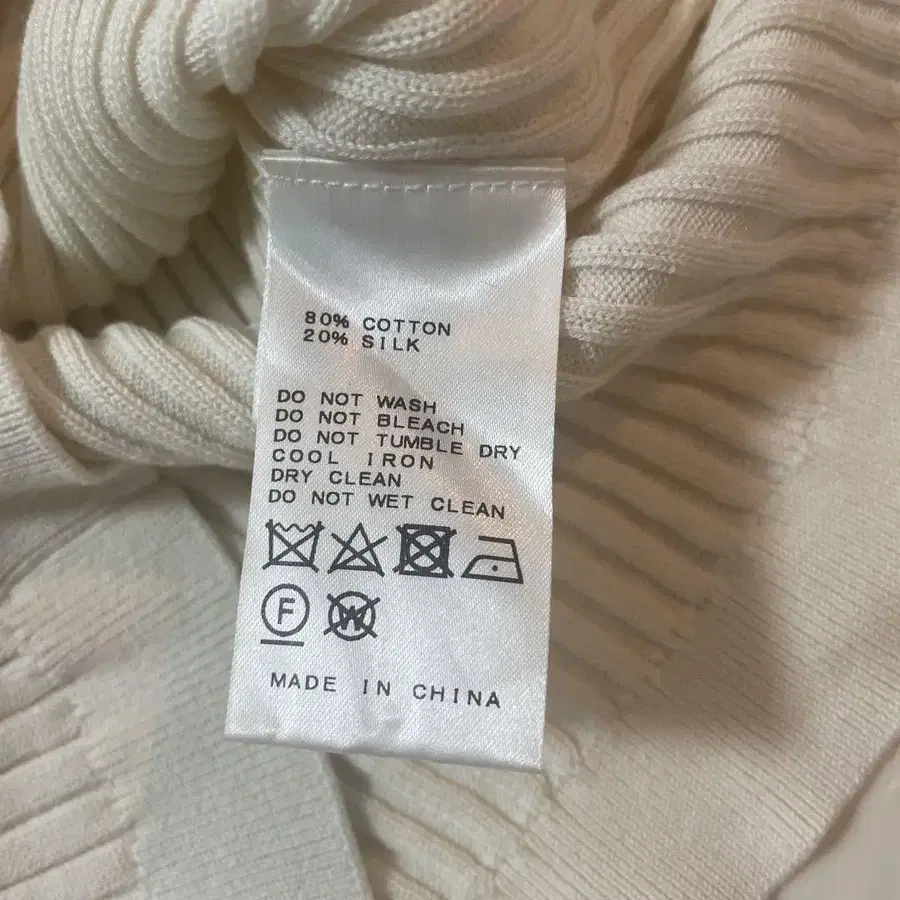 80% COTTON
20% SILK
DO NOT WASH
DO NOT BLEACH
DO NOT TUMBLE DRY
COOL IRON
DRY CLEAN
DO NOT WET CLEAN
F W
MADE IN CHINA